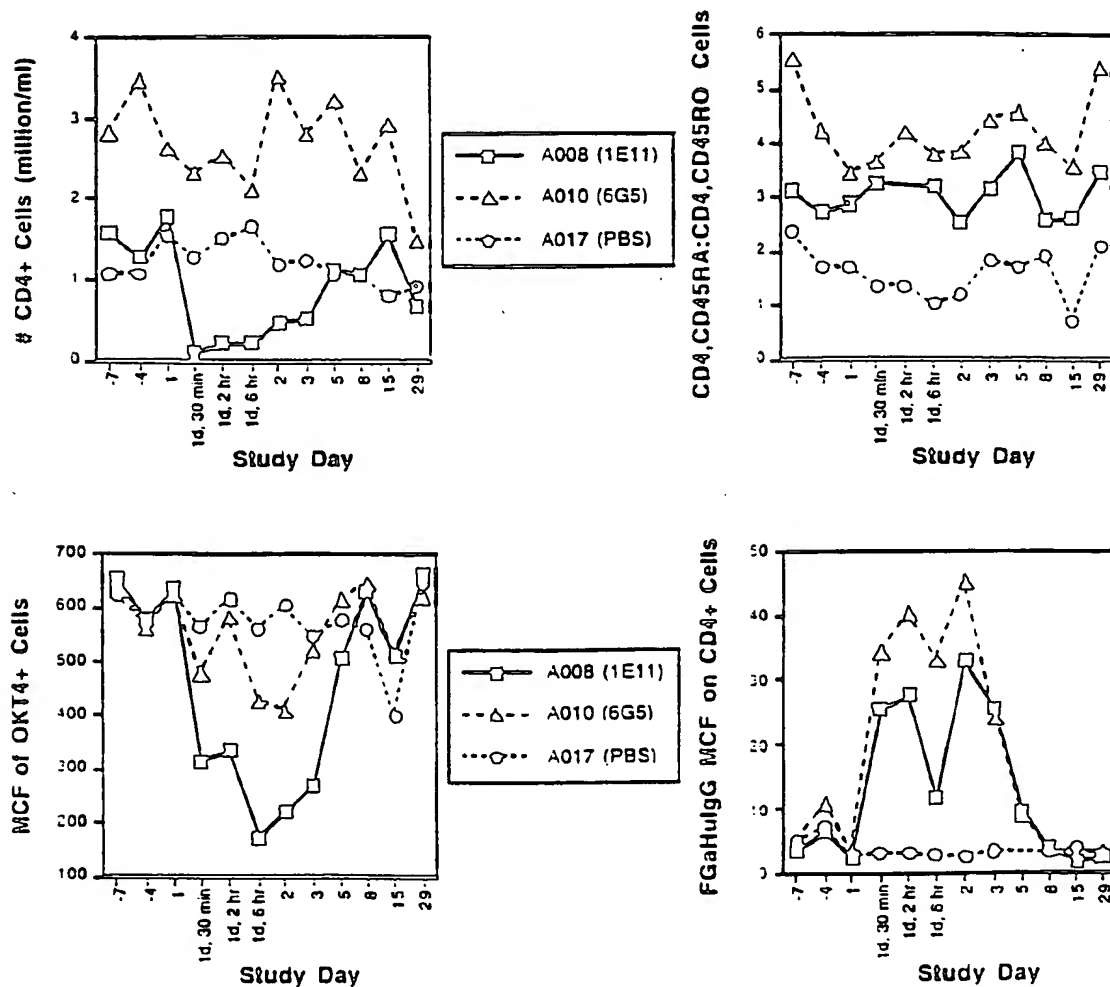 # CD4+ Cells (million/ml)
4
3
2
1
0
-7
-4
1
1d, 30 min
1d, 2 hr
1d, 6 hr
2
3
5
8
15
29
Study Day
A008 (1E11)
A010 (6G5)
A017 (PBS)
CD4,CD45RA:CD4,CD45RO Cells
6
5
4
3
2
1
0
-7
-4
1
1d, 30 min
1d, 2 hr
1d, 6 hr
2
3
5
8
15
29
Study Day
MCF of OKT4+ Cells
700
600
500
400
300
200
100
-7
-4
1
1d, 30 min
1d, 2 hr
1d, 6 hr
2
3
5
8
15
29
Study Day
A008 (1E11)
A010 (6G5)
A017 (PBS)
FGaHuIgG MCF on CD4+ Cells
50
40
30
20
10
0
-7
-4
1
1d, 30 min
1d, 2 hr
1d, 6 hr
2
3
5
8
15
29
Study Day